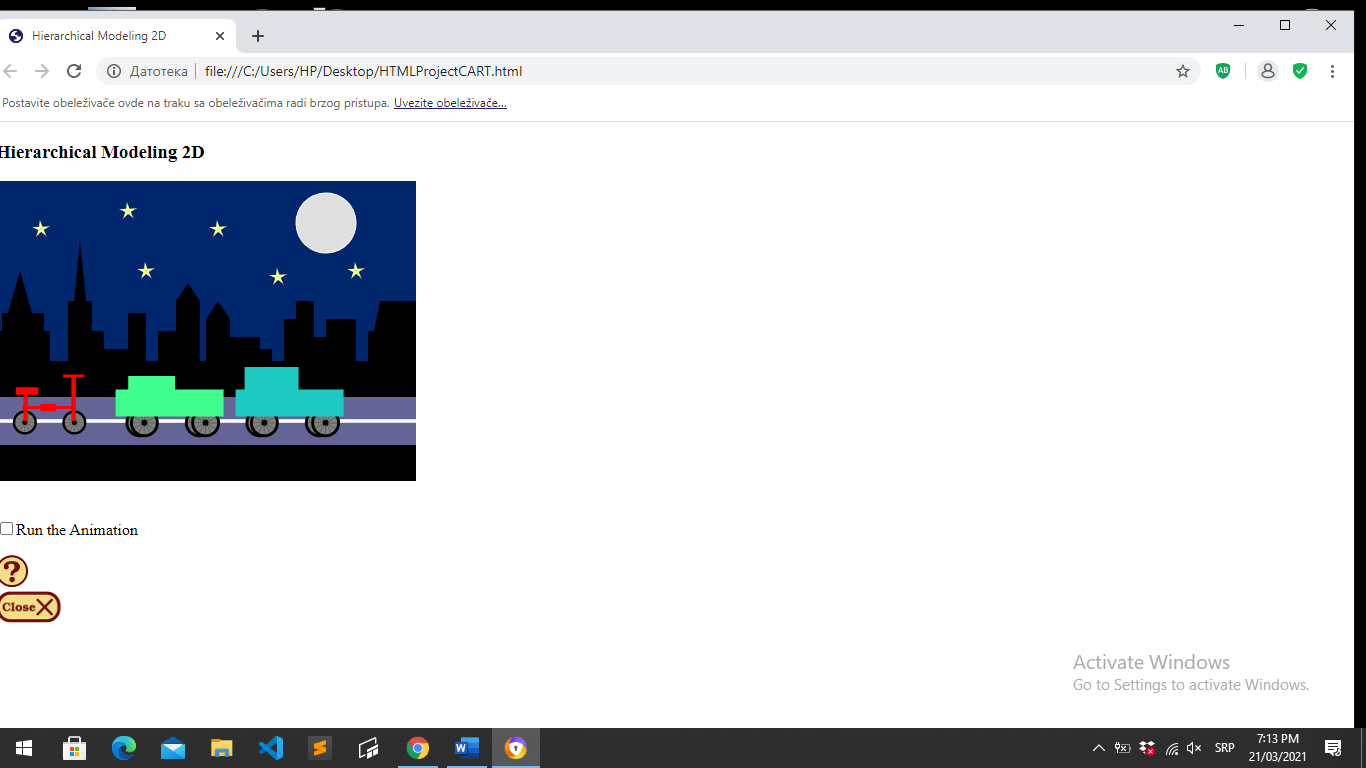 Hierarchical Modeling 2D
Датотека file:///C:/Users/HP/Desktop/HTMLProjectCART.html
AB
Postavite obeleživače ovde na traku sa obeleživačima radi brzog pristupa. Uvezite obeleživače...
Hierarchical Modeling 2D
Run the Animation
?
Close
Activate Windows
Go to Settings to activate Windows.
SRP
7:13 PM
21/03/2021